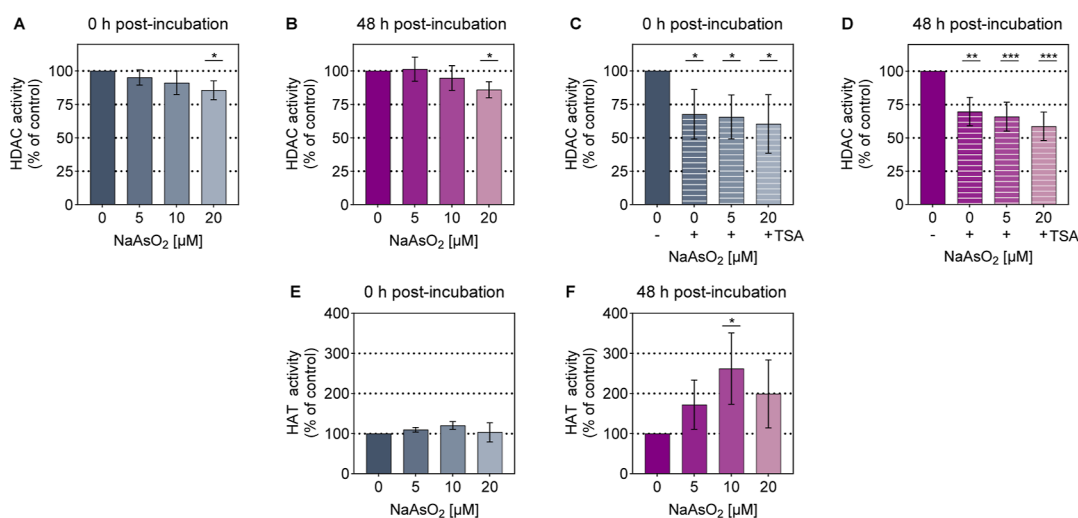 A
0 h post-incubation
HDAC activity
(% of control)
100
75
50
25
0
*
0 5 10 20
NaAsO₂ [µM]
B
48 h post-incubation
HDAC activity
(% of control)
100
75
50
25
0
*
0 5 10 20
NaAsO₂ [µM]
C
0 h post-incubation
HDAC activity
(% of control)
100
75
50
25
0
* * *
0 0 5 20
- + + +TSA
NaAsO₂ [µM]
D
48 h post-incubation
HDAC activity
(% of control)
100
75
50
25
0
** *** ***
0 0 5 20
- + + +TSA
NaAsO₂ [µM]
E
0 h post-incubation
HAT activity
(% of control)
400
300
200
100
0
0 5 10 20
NaAsO₂ [µM]
F
48 h post-incubation
HAT activity
(% of control)
400
300
200
100
0
*
0 5 10 20
NaAsO₂ [µM]